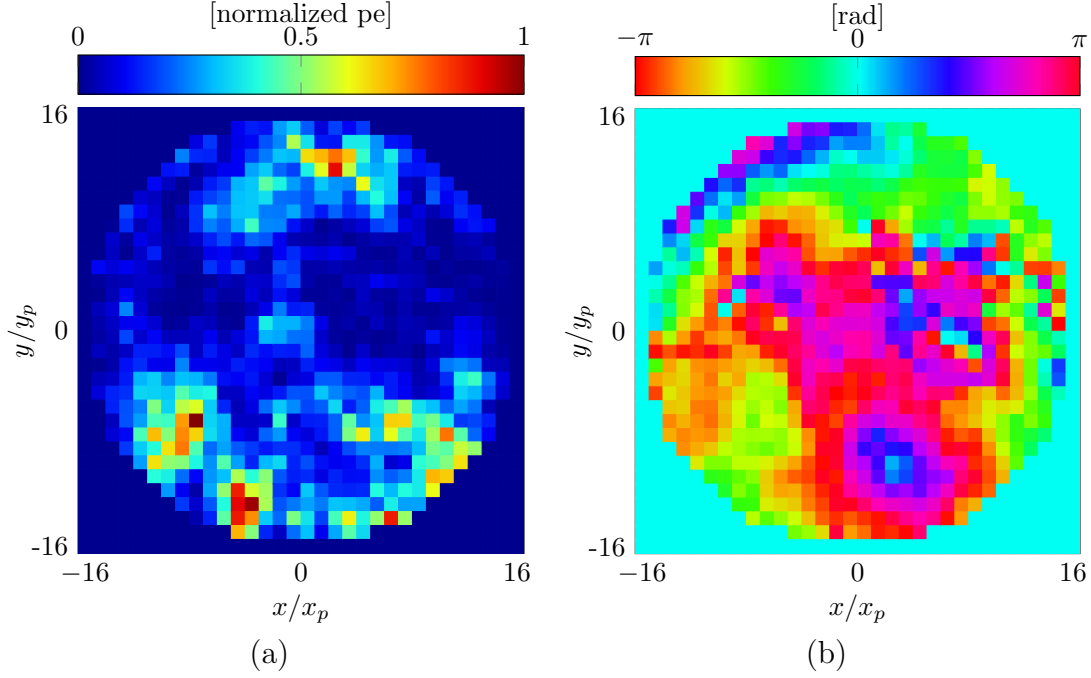 [normalized pe]
0 0.5 1
16
0
-16
y/y_p
−16 0 16
x/x_p
(a)
[rad]
−π 0 π
16
0
-16
y/y_p
−16 0 16
x/x_p
(b)